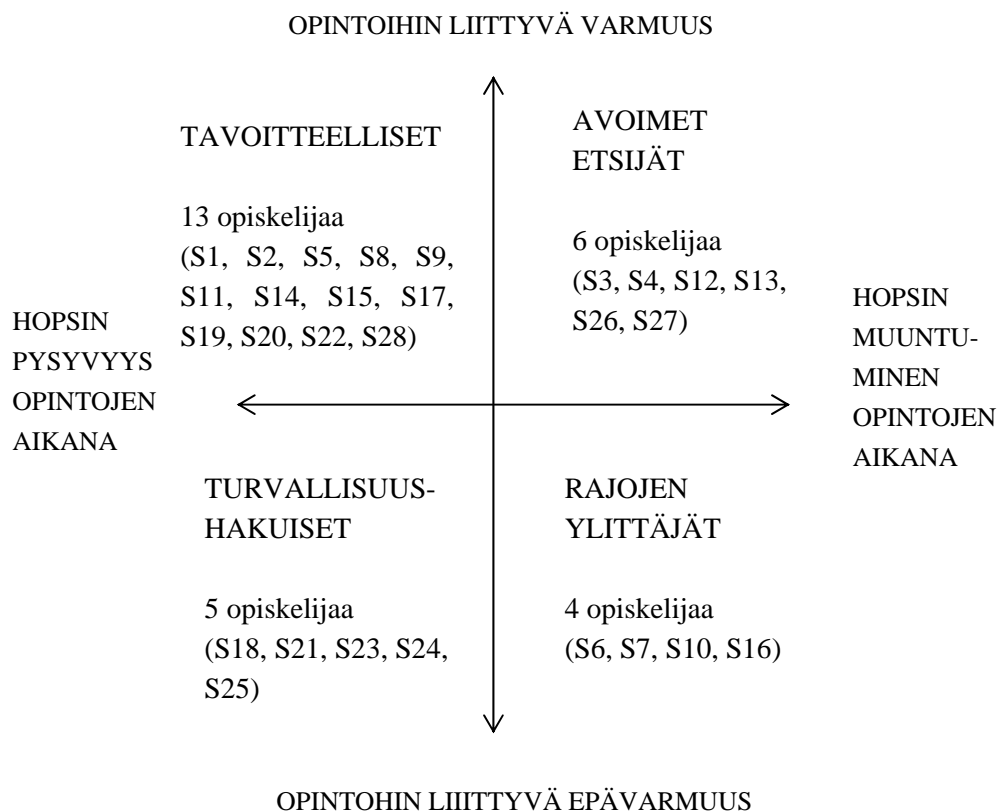 OPINTOIHIN LIITTYVÄ VARMUUS
TAVOITTEELLISET
13 opiskelijaa
(S1, S2, S5, S8, S9,
S11, S14, S15, S17,
S19, S20, S22, S28)
AVOIMET
ETSIJÄT
6 opiskelijaa
(S3, S4, S12, S13,
S26, S27)
HOPSIN
PYSYVYYS
OPINTOJEN
AIKANA
HOPSIN
MUUNTU-
MINEN
OPINTOJEN
AIKANA
TURVALLISUUS-
HAKUISET
5 opiskelijaa
(S18, S21, S23, S24,
S25)
RAJOJEN
YLITTÄJÄT
4 opiskelijaa
(S6, S7, S10, S16)
OPINTOHIN LIIITTYVÄ EPÄVARMUUS